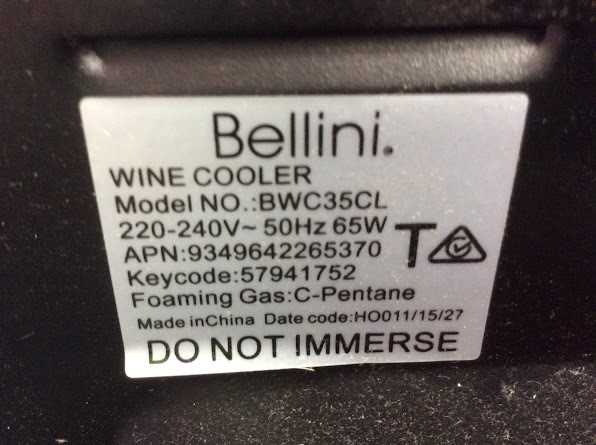 Bellini.
WINE COOLER
Model NO.:BWC35CL
220-240V~ 50Hz 65W
APN:9349642265370
T
Keycode:57941752
Foaming Gas:C-Pentane
Made inChina Date code:HO011/15/27
DO NOT IMMERSE